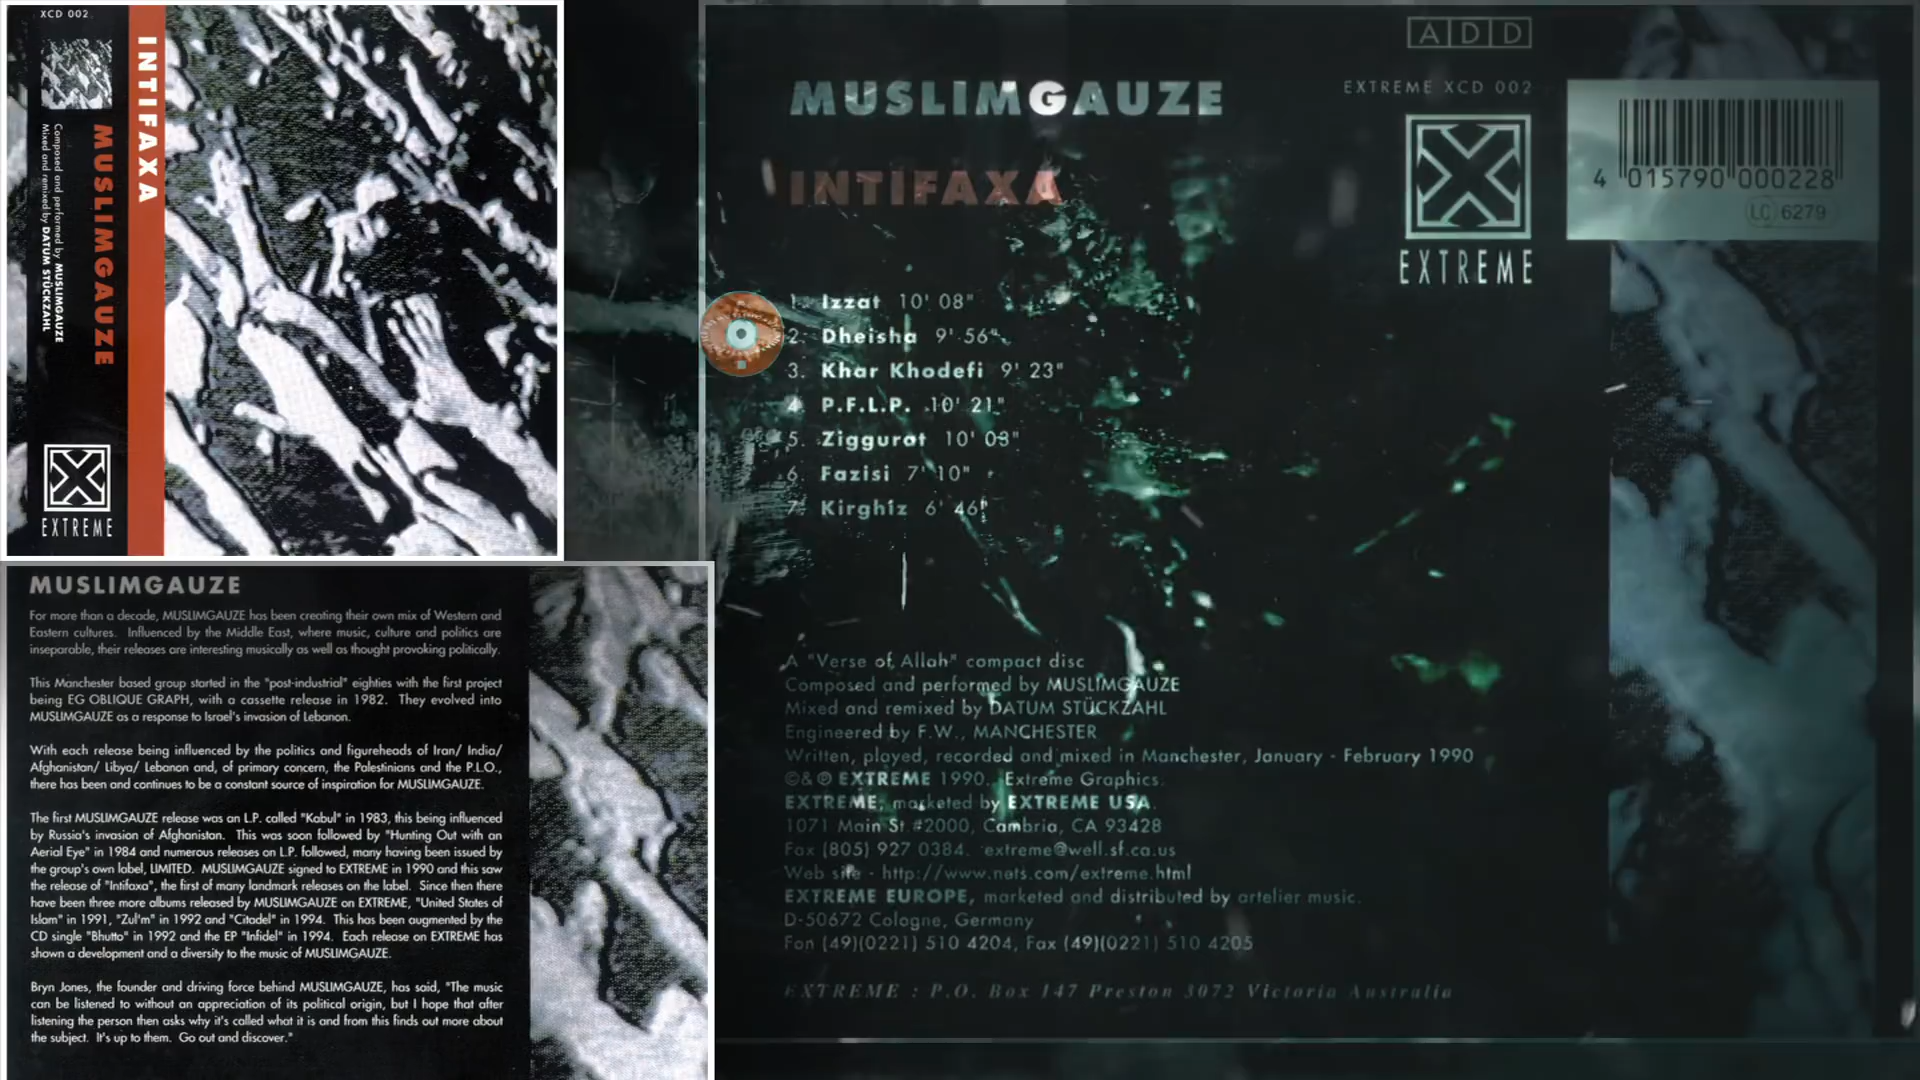 XCD 002
INTIFAXA
MUSLIMGAUZE
Composed and performed by MUSLIMGAUZE
Mixed and remixed by DATUM STÜCKZAHL
EXTREME
MUSLIMGAUZE
For more than a decade, MUSLIMGAUZE has been creating their own mix of Western and
Eastern cultures. Influenced by the Middle East, where music, culture and politics are
inseparable, their releases are interesting musically as well as thought provoking politically.
This Manchester based group started in the "post-industrial" eighties with the first project
being EG OBLIQUE GRAPH, with a cassette release in 1982. They evolved into
MUSLIMGAUZE as a response to Israel's invasion of Lebanon.
With each release being influenced by the politics and figureheads of Iran/ India/
Afghanistan/ Libya/ Lebanon and, of primary concern, the Palestinians and the P.L.O.,
there has been and continues to be a constant source of inspiration for MUSLIMGAUZE.
The first MUSLIMGAUZE release was an L.P. called "Kabul" in 1983, this being influenced
by Russia's invasion of Afghanistan. This was soon followed by "Hunting Out with an
Aerial Eye" in 1984 and numerous releases on L.P. followed, many having been issued by
the group's own label, LIMITED. MUSLIMGAUZE signed to EXTREME in 1990 and this saw
the release of "Intifaxa", the first of many landmark releases on the label. Since then there
have been three more albums released by MUSLIMGAUZE on EXTREME, "United States of
Islam" in 1991, "Zul'm" in 1992 and "Citadel" in 1994. This has been augmented by the
CD single "Bhutto" in 1992 and the EP "Infidel" in 1994. Each release on EXTREME has
shown a development and a diversity to the music of MUSLIMGAUZE.
Bryn Jones, the founder and driving force behind MUSLIMGAUZE, has said, "The music
can be listened to without an appreciation of its political origin, but I hope that after
listening the person then asks why it's called what it is and from this finds out more about
the subject. It's up to them. Go out and discover."
ADD
MUSLIMGAUZE
EXTREME XCD 002
INTIFAXA
4 015790 000228
LC 6279
EXTREME
1. Izzat 10' 08"
2. Dheisha 9' 56"
3. Khar Khodefi 9' 23"
4. P.F.L.P. 10' 21"
5. Ziggurat 10' 03"
6. Fazisi 7' 10"
7. Kirghiz 6' 46"
A "Verse of Allah" compact disc
Composed and performed by MUSLIMGAUZE
Mixed and remixed by DATUM STÜCKZAHL
Engineered by F.W., MANCHESTER
Written, played, recorded and mixed in Manchester, January - February 1990
©& ℗ EXTREME 1990. Extreme Graphics.
EXTREME, marketed by EXTREME USA.
1071 Main St #2000, Cambria, CA 93428
Fax (805) 927 0384. extreme@well.sf.ca.us
Web site - http://www.nets.com/extreme.html
EXTREME EUROPE, marketed and distributed by artelier music.
D-50672 Cologne, Germany
Fon (49)(0221) 510 4204, Fax (49)(0221) 510 4205
EXTREME : P.O. Box 147 Preston 3072 Victoria Australia